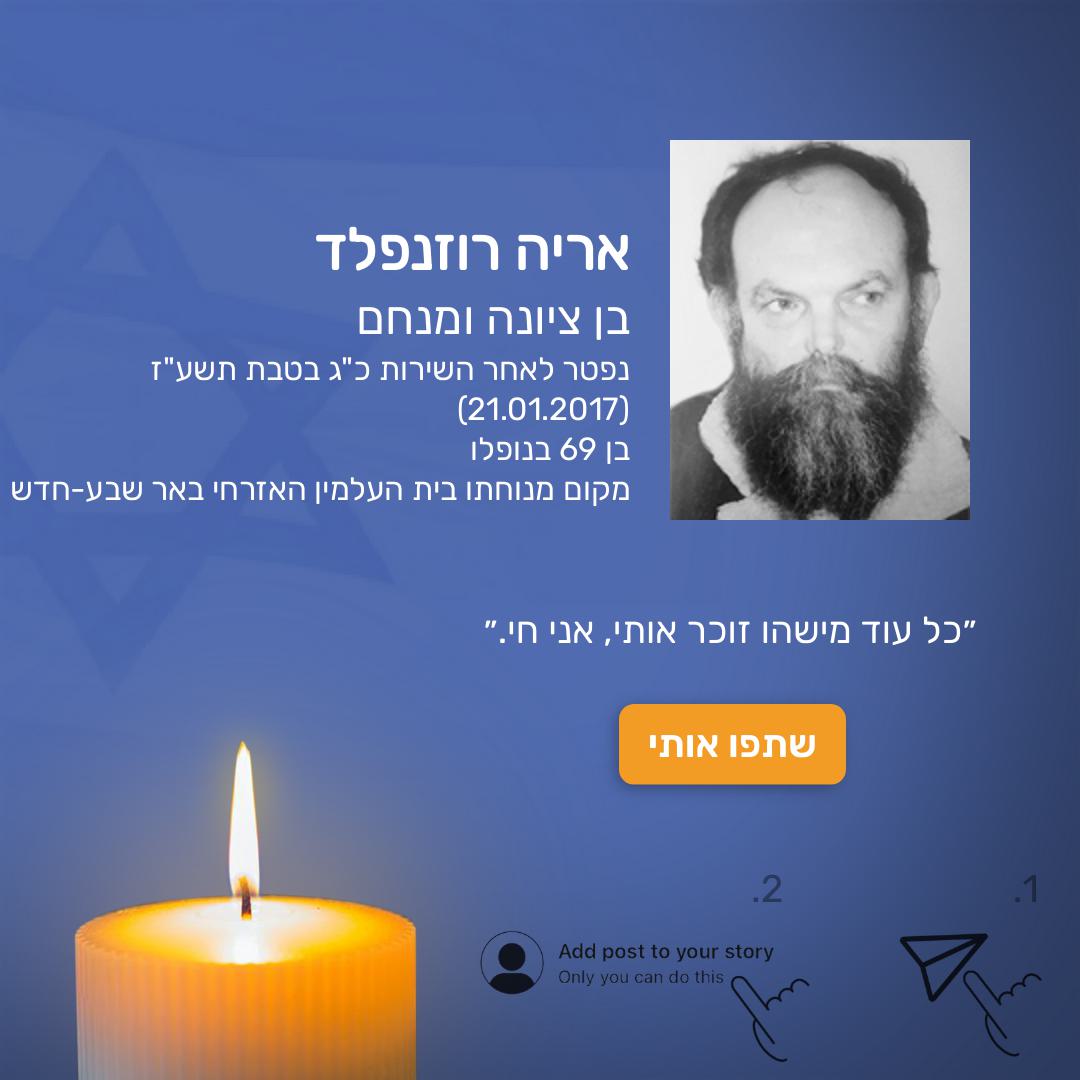 אריה רוזנפלד
בן ציונה ומנחם
נפטר לאחר השירות כ"ג בטבת תשע"ז
(21.01.2017)
בן 69 בנופלו
מקום מנוחתו בית העלמין האזרחי באר שבע-חדש
״כל עוד מישהו זוכר אותי, אני חי.״
שתפו אותי
.1
.2
Add post to your story
Only you can do this